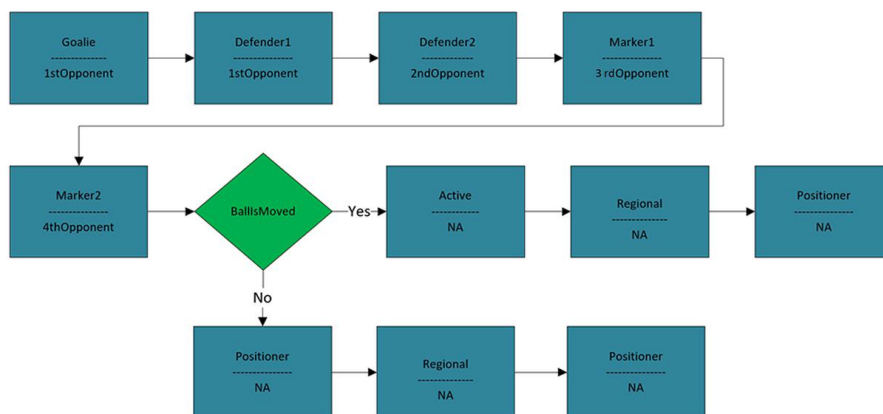 Goalie
--------------
1stOpponent
Defender1
--------------
1stOpponent
Defender2
--------------
2ndOpponent
Marker1
--------------
3 rdOpponent
Marker2
--------------
4thOpponent
BallIsMoved
Yes
Active
------------
NA
Regional
--------------
NA
Positioner
--------------
NA
No
Positioner
--------------
NA
Regional
--------------
NA
Positioner
--------------
NA